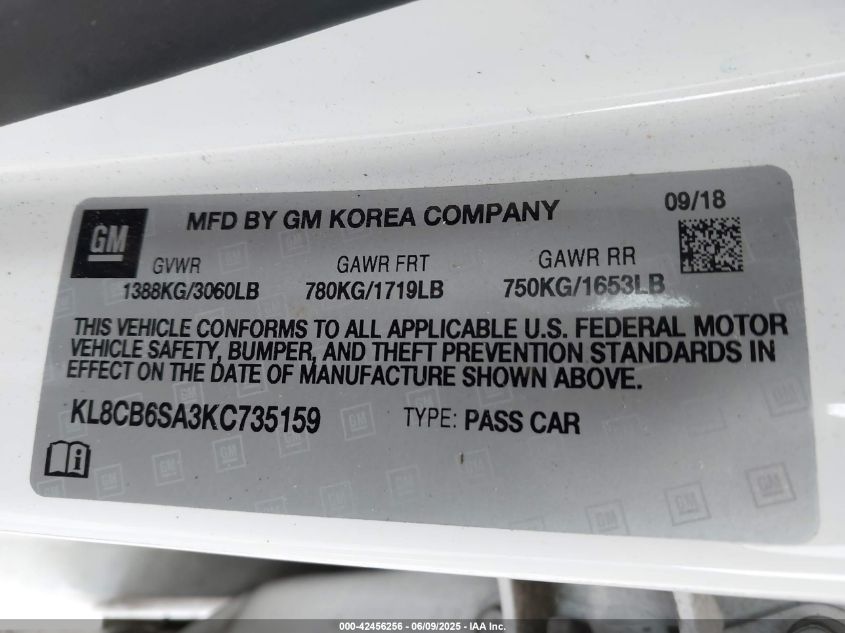 GM
MFD BY GM KOREA COMPANY
09/18
GVWR
GAWR FRT
GAWR RR
1388KG/3060LB
780KG/1719LB
750KG/1653LB
THIS VEHICLE CONFORMS TO ALL APPLICABLE U.S. FEDERAL MOTOR
VEHICLE SAFETY, BUMPER, AND THEFT PREVENTION STANDARDS IN
EFFECT ON THE DATE OF MANUFACTURE SHOWN ABOVE.
KL8CB6SA3KC735159
TYPE: PASS CAR
000-42456256 - 06/09/2025 - IAA Inc.